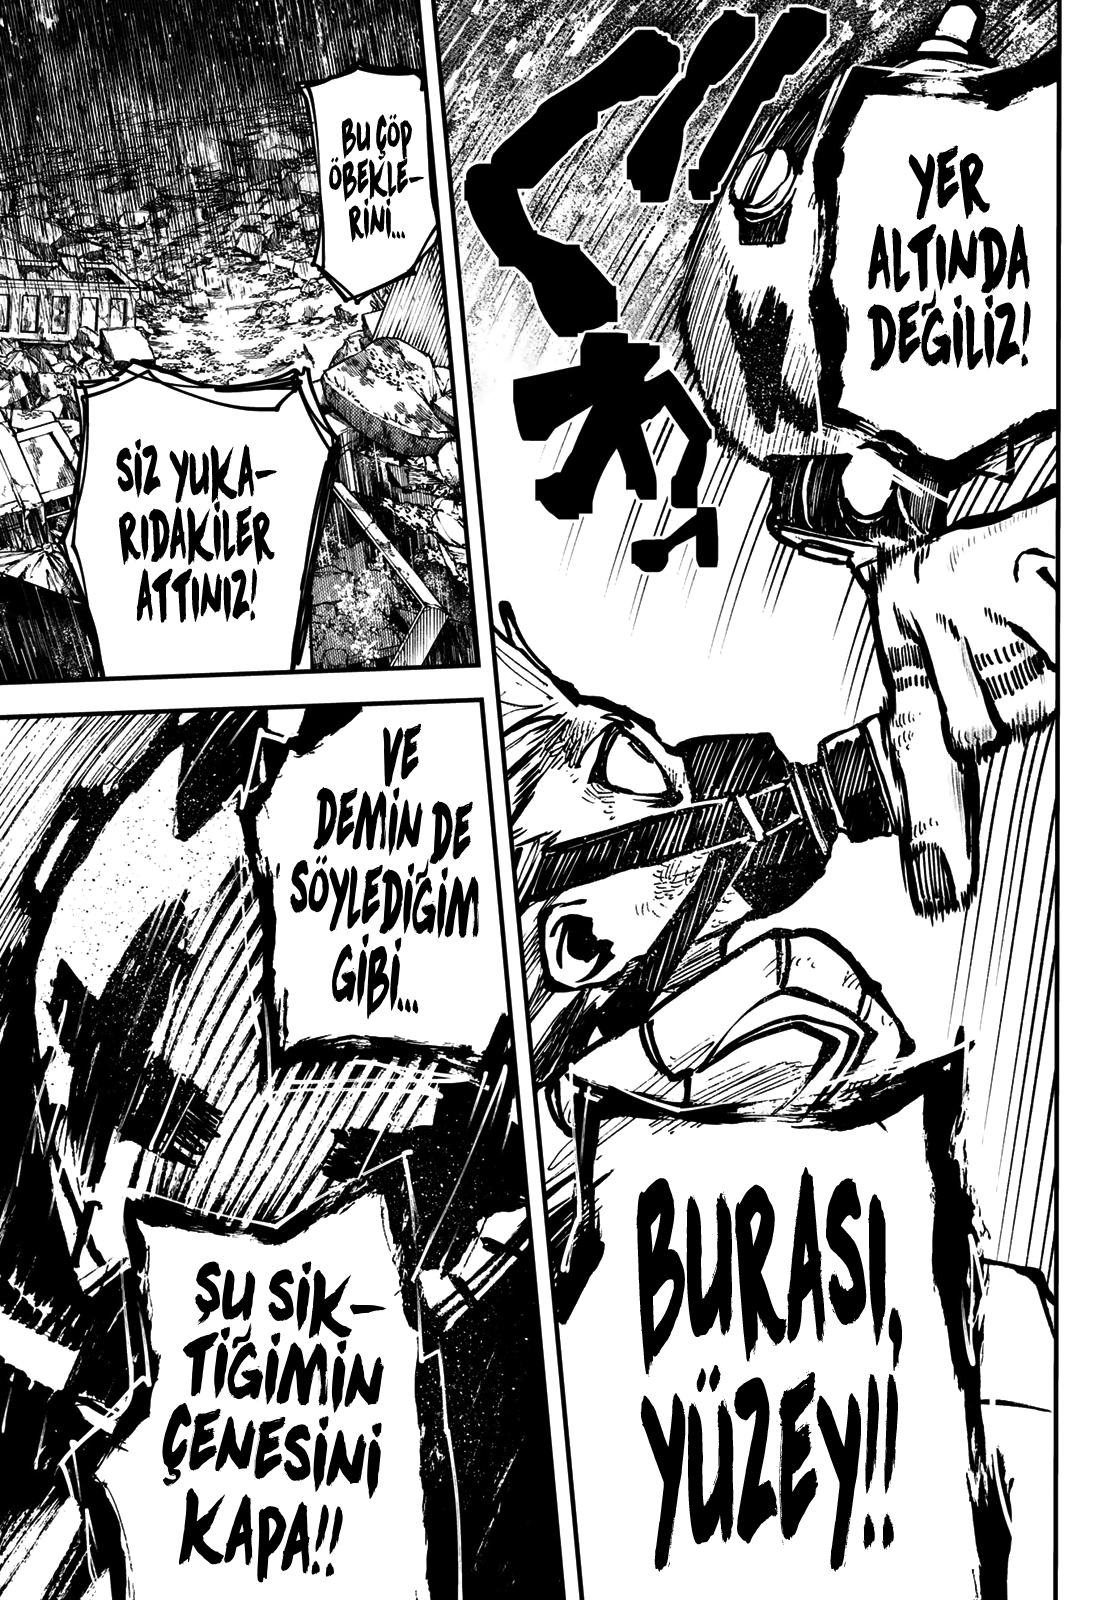 YER
ALTINDA
DEĞİLİZ!
BURASI,
YÜZEY!!
BU ÇÖP
ÖBEKLE-
RİNİ...
SİZ YUKA-
RIDAKİLER
ATTINIZ!
VE
DEMİN DE
SÖYLEDİĞİM
GİBİ...
ŞU SİK-
TİĞİMİN
ÇENESİNİ
KAPA!!